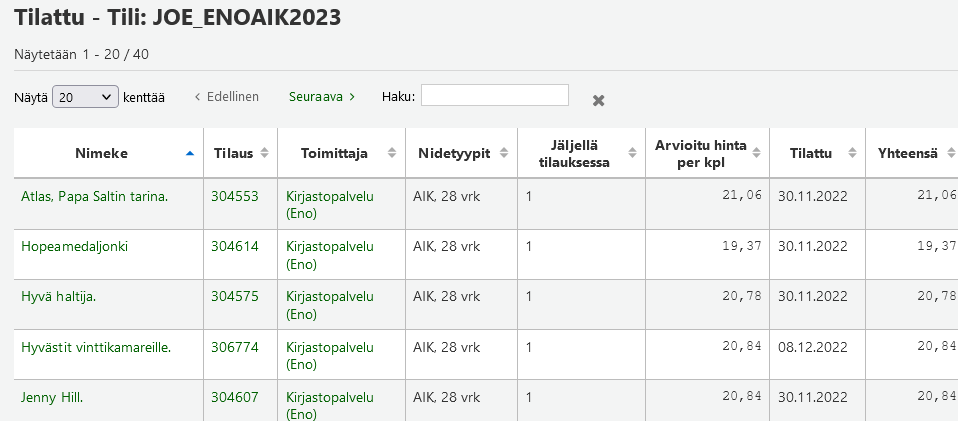 Tilattu - Tili: JOE_ENOAIK2023
Näytetään 1 - 20 / 40
Näytä 20 kenttää Edellinen Seuraava Haku:
Nimeke Tilaus Toimittaja Nidetyypit Jäljellä tilauksessa Arvioitu hinta per kpl Tilattu Yhteensä
Atlas, Papa Saltin tarina. 304553 Kirjastopalvelu (Eno) AIK, 28 vrk 1 21,06 30.11.2022 21,06
Hopeamedaljonki 304614 Kirjastopalvelu (Eno) AIK, 28 vrk 1 19,37 30.11.2022 19,37
Hyvä haltija. 304575 Kirjastopalvelu (Eno) AIK, 28 vrk 1 20,78 30.11.2022 20,78
Hyvästit vinttikamareille. 306774 Kirjastopalvelu (Eno) AIK, 28 vrk 1 20,84 08.12.2022 20,84
Jenny Hill. 304607 Kirjastopalvelu (Eno) AIK, 28 vrk 1 20,84 30.11.2022 20,84